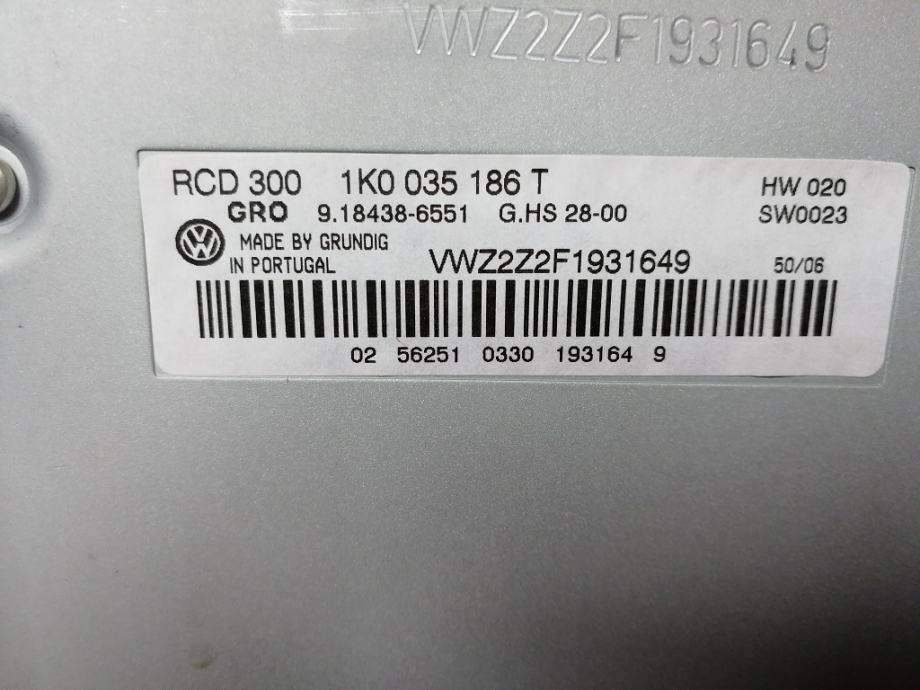 VWZ2Z2F1931649
RCD 300 1K0 035 186 T HW 020
GRO 9.18438-6551 G.HS 28-00 SW0023
MADE BY GRUNDIG
IN PORTUGAL VWZ2Z2F1931649 50/06
02 56251 0330 193164 9